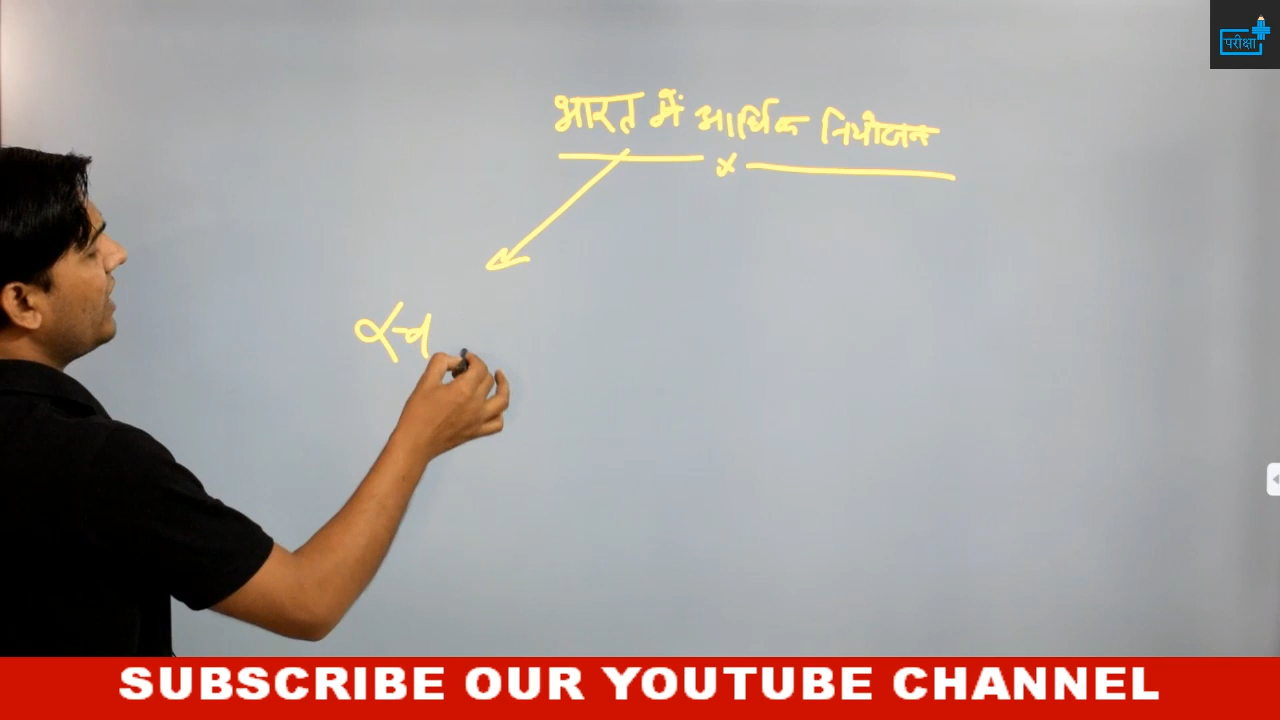 परीक्षा
भारत में आर्थिक नियोजन
x
स्व
SUBSCRIBE OUR YOUTUBE CHANNEL